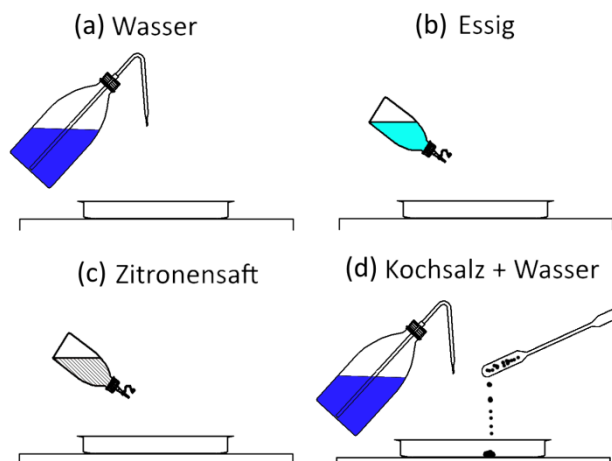 (a) Wasser
(b) Essig
(c) Zitronensaft
(d) Kochsalz + Wasser